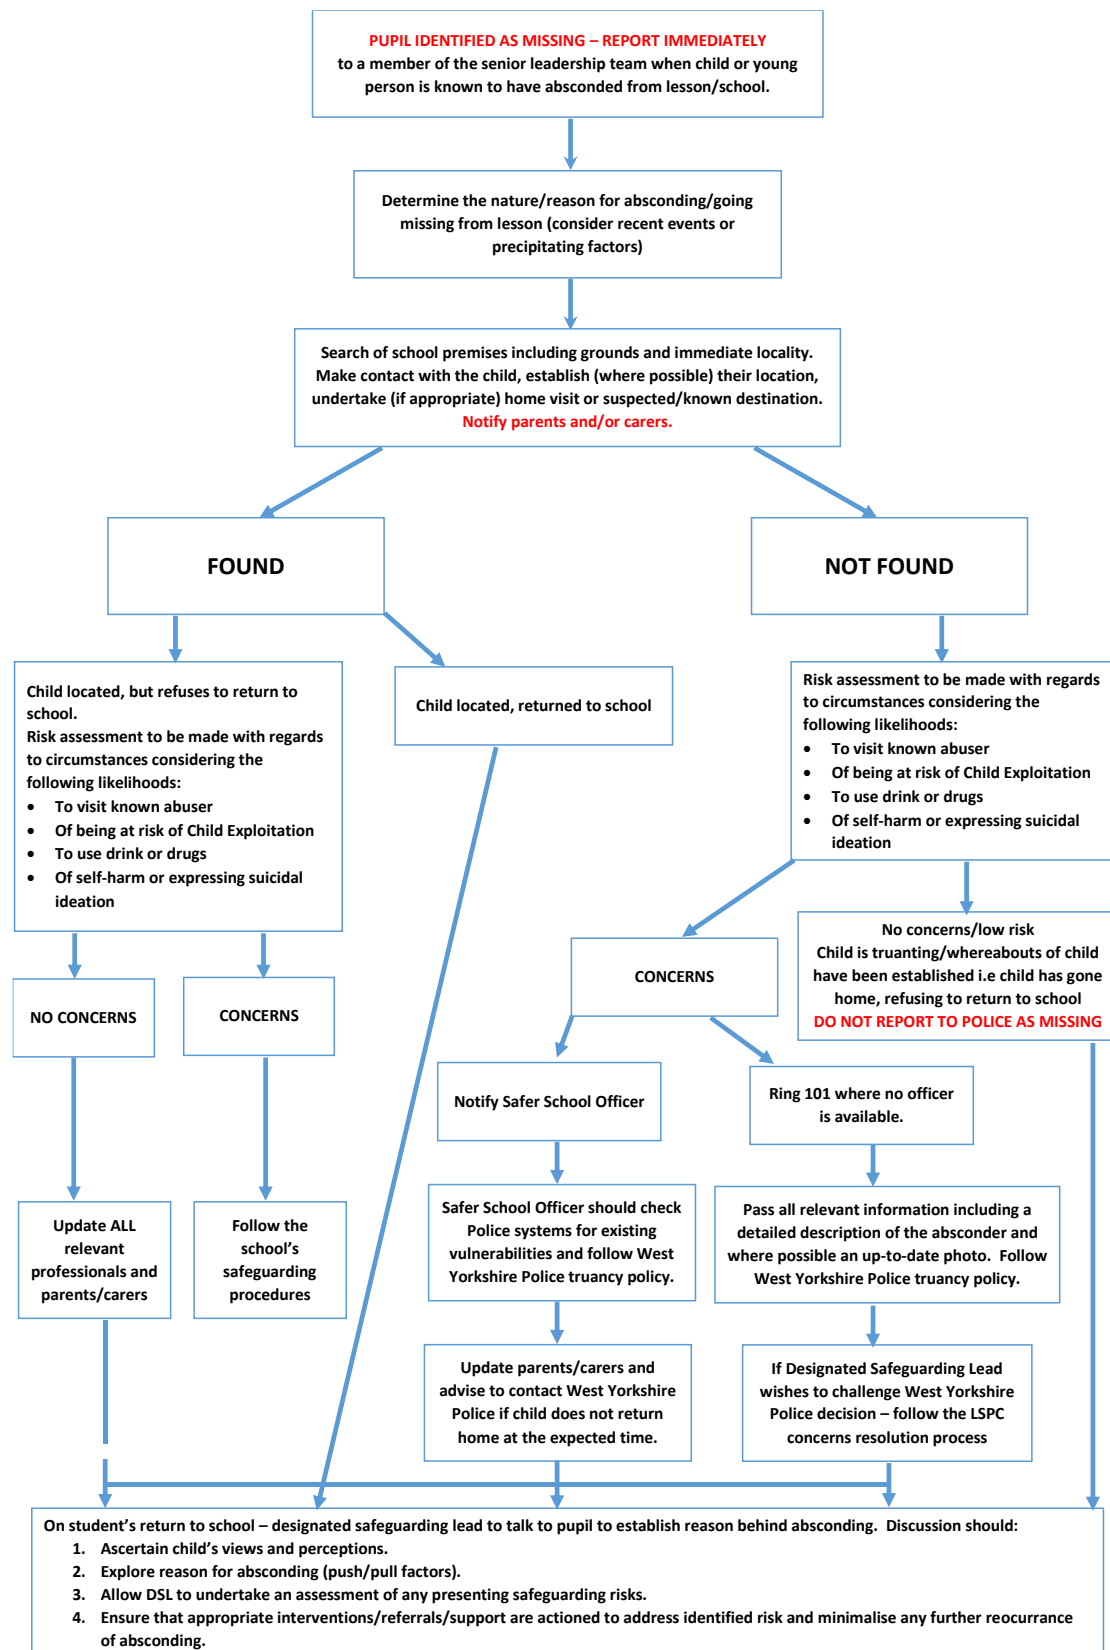 PUPIL IDENTIFIED AS MISSING – REPORT IMMEDIATELY
to a member of the senior leadership team when child or young
person is known to have absconded from lesson/school.
Determine the nature/reason for absconding/going
missing from lesson (consider recent events or
precipitating factors)
Search of school premises including grounds and immediate locality.
Make contact with the child, establish (where possible) their location,
undertake (if appropriate) home visit or suspected/known destination.
Notify parents and/or carers.
FOUND
NOT FOUND
Child located, but refuses to return to
school.
Risk assessment to be made with regards
to circumstances considering the
following likelihoods:
• To visit known abuser
• Of being at risk of Child Exploitation
• To use drink or drugs
• Of self-harm or expressing suicidal
ideation
Child located, returned to school
Risk assessment to be made with regards
to circumstances considering the
following likelihoods:
• To visit known abuser
• Of being at risk of Child Exploitation
• To use drink or drugs
• Of self-harm or expressing suicidal
ideation
NO CONCERNS
CONCERNS
CONCERNS
No concerns/low risk
Child is truanting/whereabouts of child
have been established i.e child has gone
home, refusing to return to school
DO NOT REPORT TO POLICE AS MISSING
Notify Safer School Officer
Ring 101 where no officer
is available.
Update ALL
relevant
professionals and
parents/carers
Follow the
school's
safeguarding
procedures
Safer School Officer should check
Police systems for existing
vulnerabilities and follow West
Yorkshire Police truancy policy.
Pass all relevant information including a
detailed description of the absconder and
where possible an up-to-date photo. Follow
West Yorkshire Police truancy policy.
Update parents/carers and
advise to contact West Yorkshire
Police if child does not return
home at the expected time.
If Designated Safeguarding Lead
wishes to challenge West Yorkshire
Police decision – follow the LSPC
concerns resolution process
On student's return to school – designated safeguarding lead to talk to pupil to establish reason behind absconding. Discussion should:
1. Ascertain child's views and perceptions.
2. Explore reason for absconding (push/pull factors).
3. Allow DSL to undertake an assessment of any presenting safeguarding risks.
4. Ensure that appropriate interventions/referrals/support are actioned to address identified risk and minimalise any further reocurrance
of absconding.